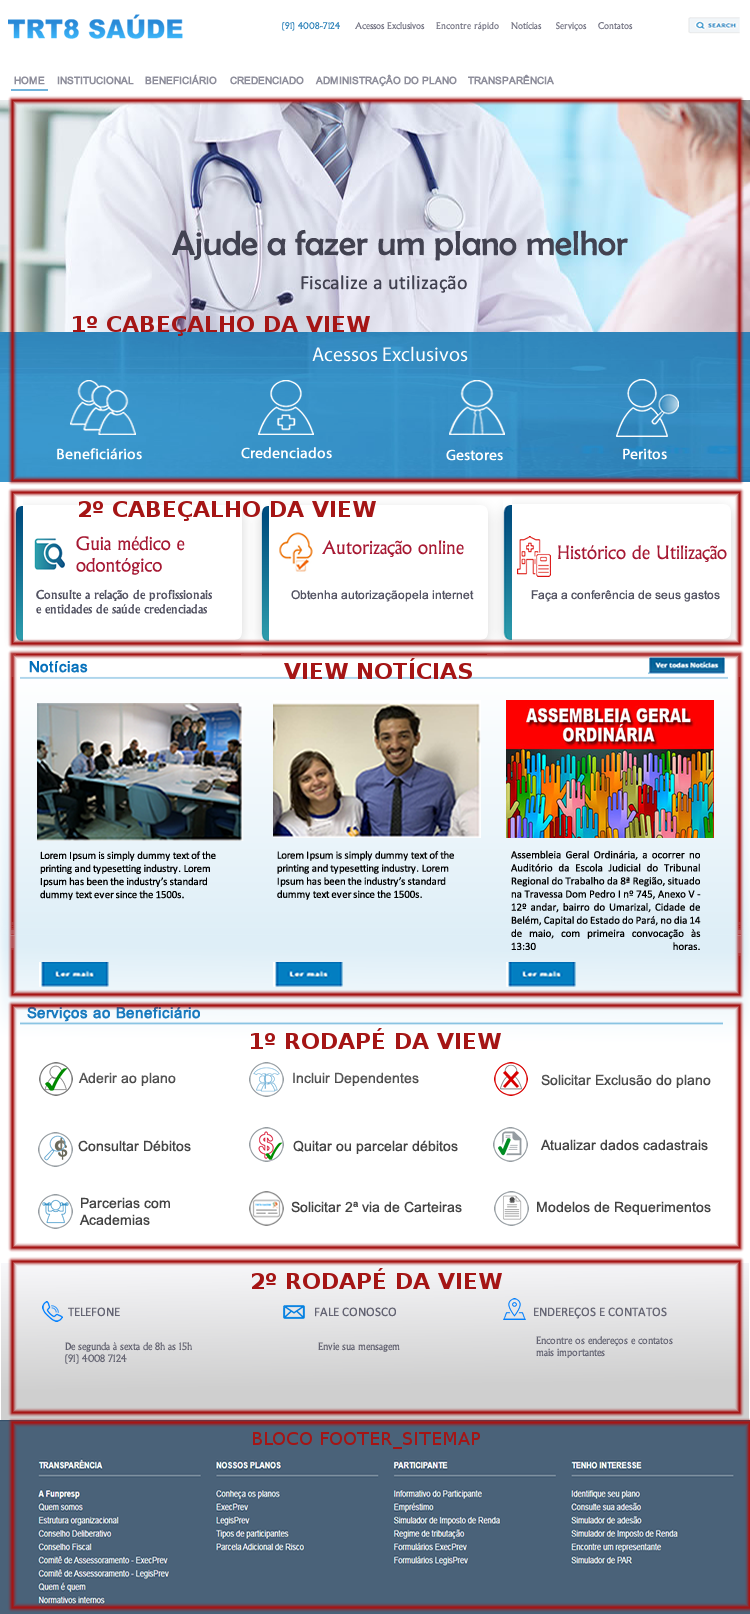 TRT8 SAÚDE
(91) 4008-7124 Acessos Exclusivos Encontre rápido Notícias Serviços Contatos SEARCH
HOME INSTITUCIONAL BENEFICIÁRIO CREDENCIADO ADMINISTRAÇÃO DO PLANO TRANSPARÊNCIA
Ajude a fazer um plano melhor
Fiscalize a utilização
1º CABEÇALHO DA VIEW
Acessos Exclusivos
Beneficiários Credenciados Gestores Peritos
2º CABEÇALHO DA VIEW
Guia médico e
odontógico
Consulte a relação de profissionais
e entidades de saúde credenciadas
Autorização online
Obtenha autorizaçãopela internet
Histórico de Utilização
Faça a conferência de seus gastos
Notícias
VIEW NOTÍCIAS
Ver todas Notícias
Lorem Ipsum is simply dummy text of the
printing and typesetting industry. Lorem
Ipsum has been the industry's standard
dummy text ever since the 1500s.
Ler mais
Lorem Ipsum is simply dummy text of the
printing and typesetting industry. Lorem
Ipsum has been the industry's standard
dummy text ever since the 1500s.
Ler mais
ASSEMBLEIA GERAL
ORDINÁRIA
Assembleia Geral Ordinária, a ocorrer no
Auditório da Escola Judicial do Tribunal
Regional do Trabalho da 8ª Região, situado
na Travessa Dom Pedro I nº 745, Anexo V -
12º andar, bairro do Umarizal, Cidade de
Belém, Capital do Estado do Pará, no dia 14
de maio, com primeira convocação às
13:30 horas.
Ler mais
Serviços ao Beneficiário
1º RODAPÉ DA VIEW
Aderir ao plano
Incluir Dependentes
Solicitar Exclusão do plano
Consultar Débitos
Quitar ou parcelar débitos
Atualizar dados cadastrais
Parcerias com
Academias
Solicitar 2ª via de Carteiras
Modelos de Requerimentos
2º RODAPÉ DA VIEW
TELEFONE
De segunda à sexta de 8h as 15h
(91) 4008 7124
FALE CONOSCO
Envie sua mensagem
ENDEREÇOS E CONTATOS
Encontre os endereços e contatos
mais importantes
BLOCO FOOTER_SITEMAP
TRANSPARÊNCIA
A Funpresp
Quem somos
Estrutura organizacional
Conselho Deliberativo
Conselho Fiscal
Comitê de Assessoramento - ExecPrev
Comitê de Assessoramento - LegisPrev
Quem é quem
Normativos internos
NOSSOS PLANOS
Conheça os planos
ExecPrev
LegisPrev
Tipos de participantes
Parcela Adicional de Risco
PARTICIPANTE
Informativo do Participante
Empréstimo
Simulador de Imposto de Renda
Regime de tributação
Formulários ExecPrev
Formulários LegisPrev
TENHO INTERESSE
Identifique seu plano
Consulte sua adesão
Simulador de adesão
Simulador de Imposto de Renda
Encontre um representante
Simulador de PAR